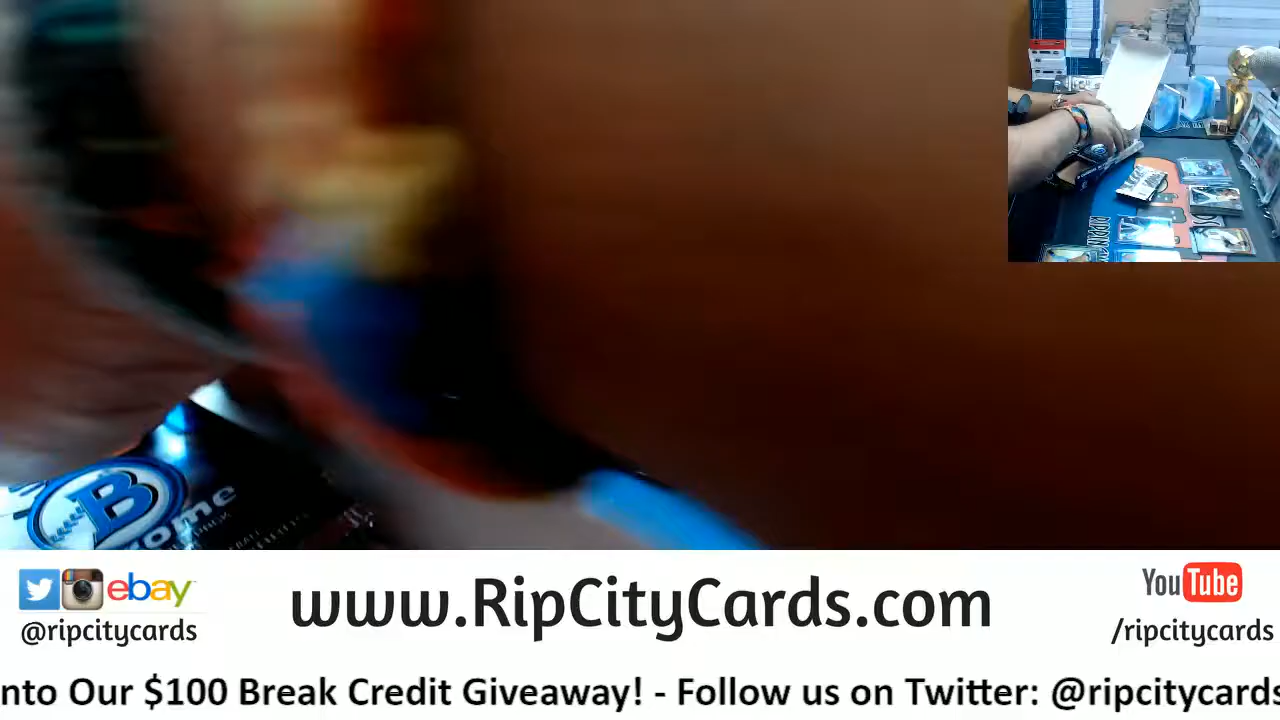 B
www.RipCityCards.com
ebay
@ripcitycards
YouTube
/ripcitycards
nto Our $100 Break Credit Giveaway! - Follow us on Twitter: @ripcitycards